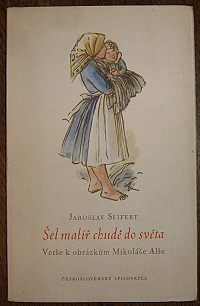 JAROSLAV SEIFERT
Šel malíř chudě do světa
Verše k obrázkům Mikoláše Alše
ČESKOSLOVENSKÝ SPISOVATEL